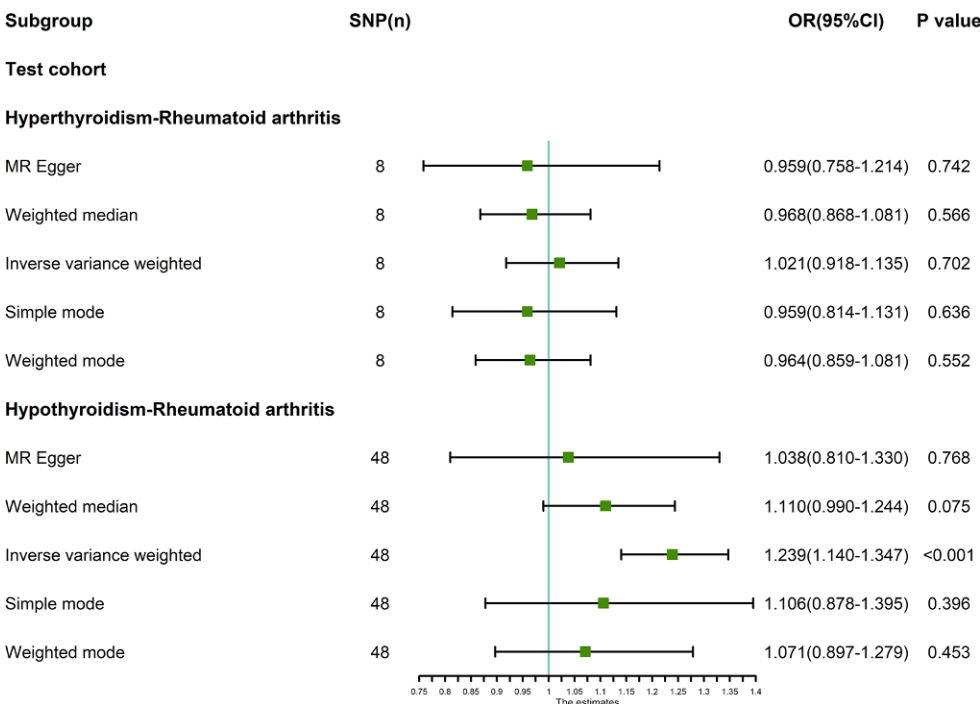 Subgroup SNP(n) OR(95%CI) P value
Test cohort
Hyperthyroidism-Rheumatoid arthritis
MR Egger 8 0.959(0.758-1.214) 0.742
Weighted median 8 0.968(0.868-1.081) 0.566
Inverse variance weighted 8 1.021(0.918-1.135) 0.702
Simple mode 8 0.959(0.814-1.131) 0.636
Weighted mode 8 0.964(0.859-1.081) 0.552
Hypothyroidism-Rheumatoid arthritis
MR Egger 48 1.038(0.810-1.330) 0.768
Weighted median 48 1.110(0.990-1.244) 0.075
Inverse variance weighted 48 1.239(1.140-1.347) <0.001
Simple mode 48 1.106(0.878-1.395) 0.396
Weighted mode 48 1.071(0.897-1.279) 0.453
0.75 0.8 0.85 0.9 0.95 1 1.05 1.1 1.15 1.2 1.25 1.3 1.35 1.4
The estimates